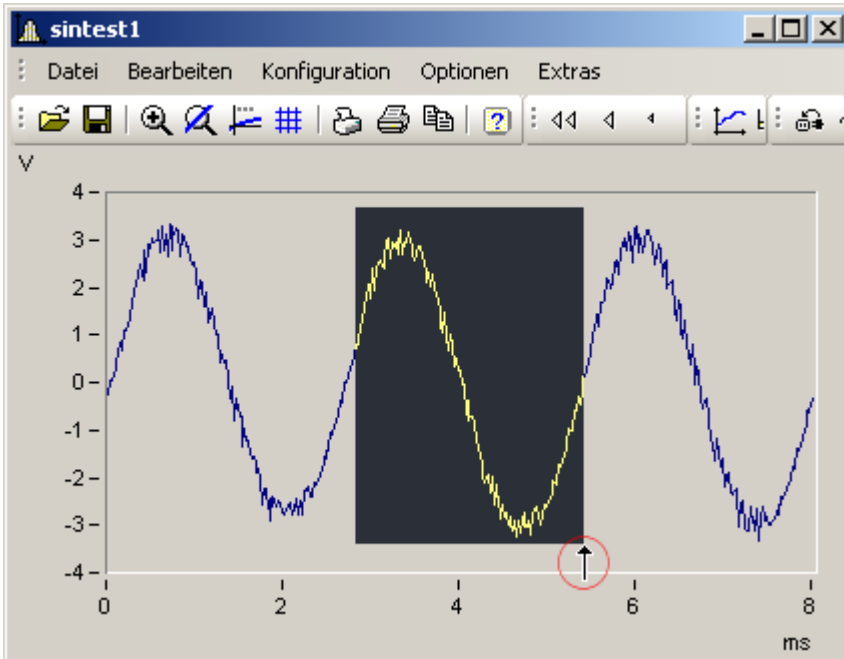 sintest1
Datei Bearbeiten Konfiguration Optionen Extras
V
4
3
2
1
0
-1
-2
-3
-4
0 2 4 6 8
ms